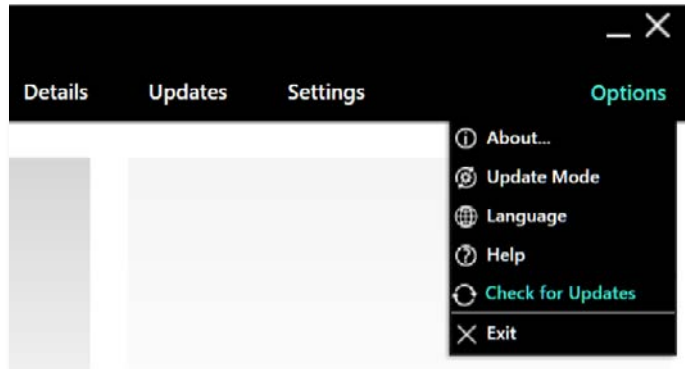 Details Updates Settings Options
About...
Update Mode
Language
Help
Check for Updates
Exit